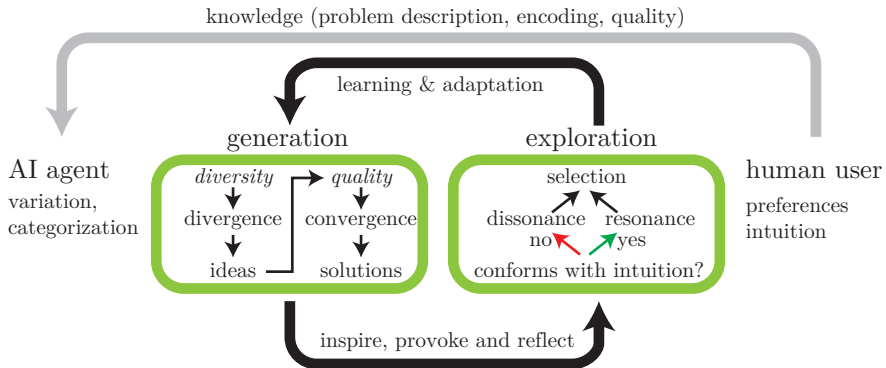 knowledge (problem description, encoding, quality)
learning & adaptation
generation
exploration
AI agent
variation,
categorization
diversity
quality
divergence
convergence
ideas
solutions
selection
dissonance
resonance
no
yes
conforms with intuition?
human user
preferences
intuition
inspire, provoke and reflect